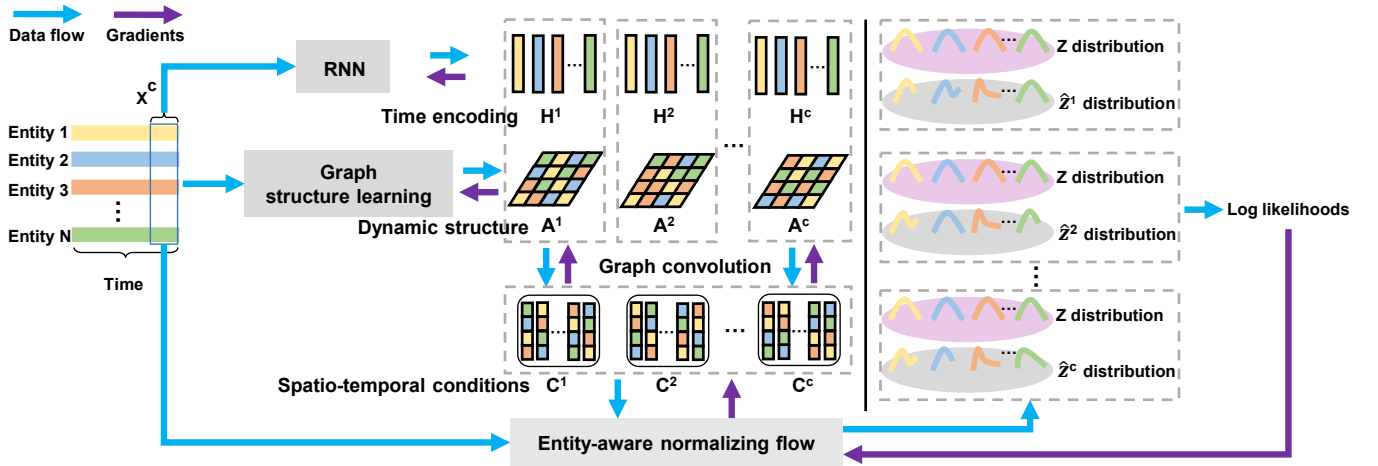 Data flow
Gradients
X^c
RNN
Time encoding
H^1
H^2
H^c
...
Entity 1
Entity 2
Entity 3
Entity N
Time
Graph
structure learning
Dynamic structure
A^1
A^2
A^c
Graph convolution
Spatio-temporal conditions
C^1
C^2
C^c
Entity-aware normalizing flow
Z distribution
Ẑ^1 distribution
Z distribution
Ẑ^2 distribution
Z distribution
Ẑ^c distribution
Log likelihoods